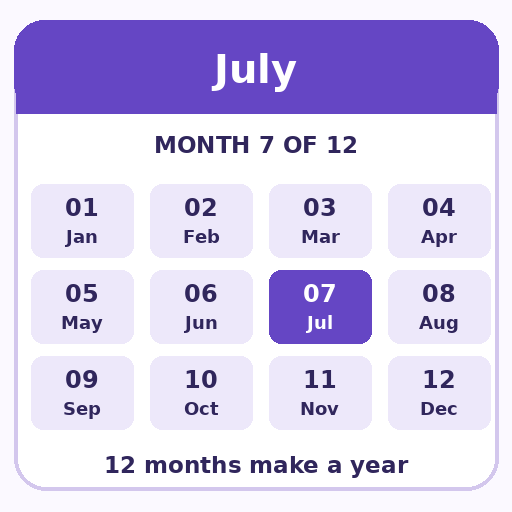 July
MONTH 7 OF 12
01 02 03 04
Jan Feb Mar Apr
05 06 07 08
May Jun Jul Aug
09 10 11 12
Sep Oct Nov Dec
12 months make a year